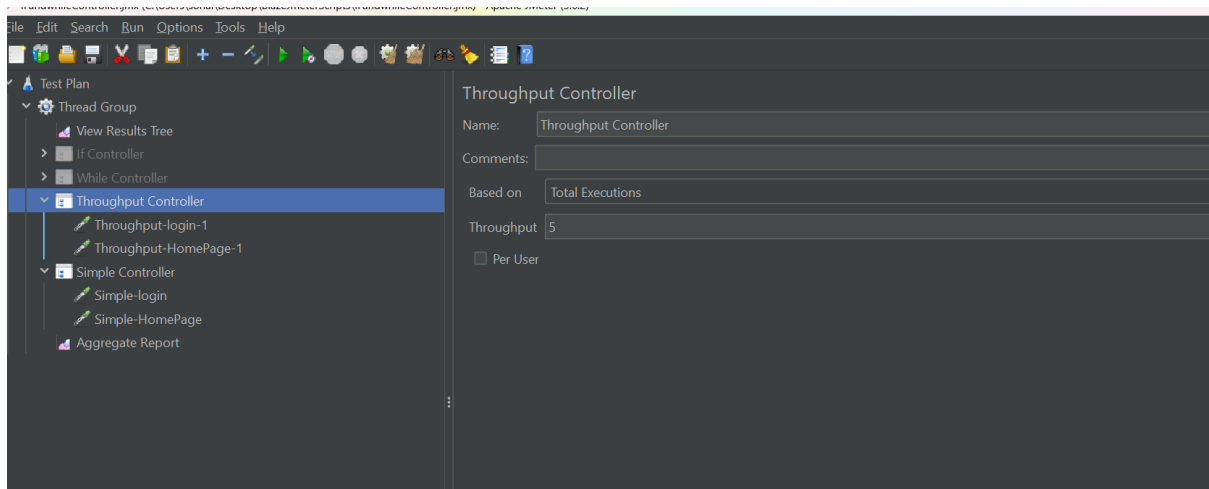 File Edit Search Run Options Tools Help
Test Plan
Thread Group
View Results Tree
If Controller
While Controller
Throughput Controller
Throughput-login-1
Throughput-HomePage-1
Simple Controller
Simple-login
Simple-HomePage
Aggregate Report
Throughput Controller
Name: Throughput Controller
Comments:
Based on Total Executions
Throughput 5
Per User